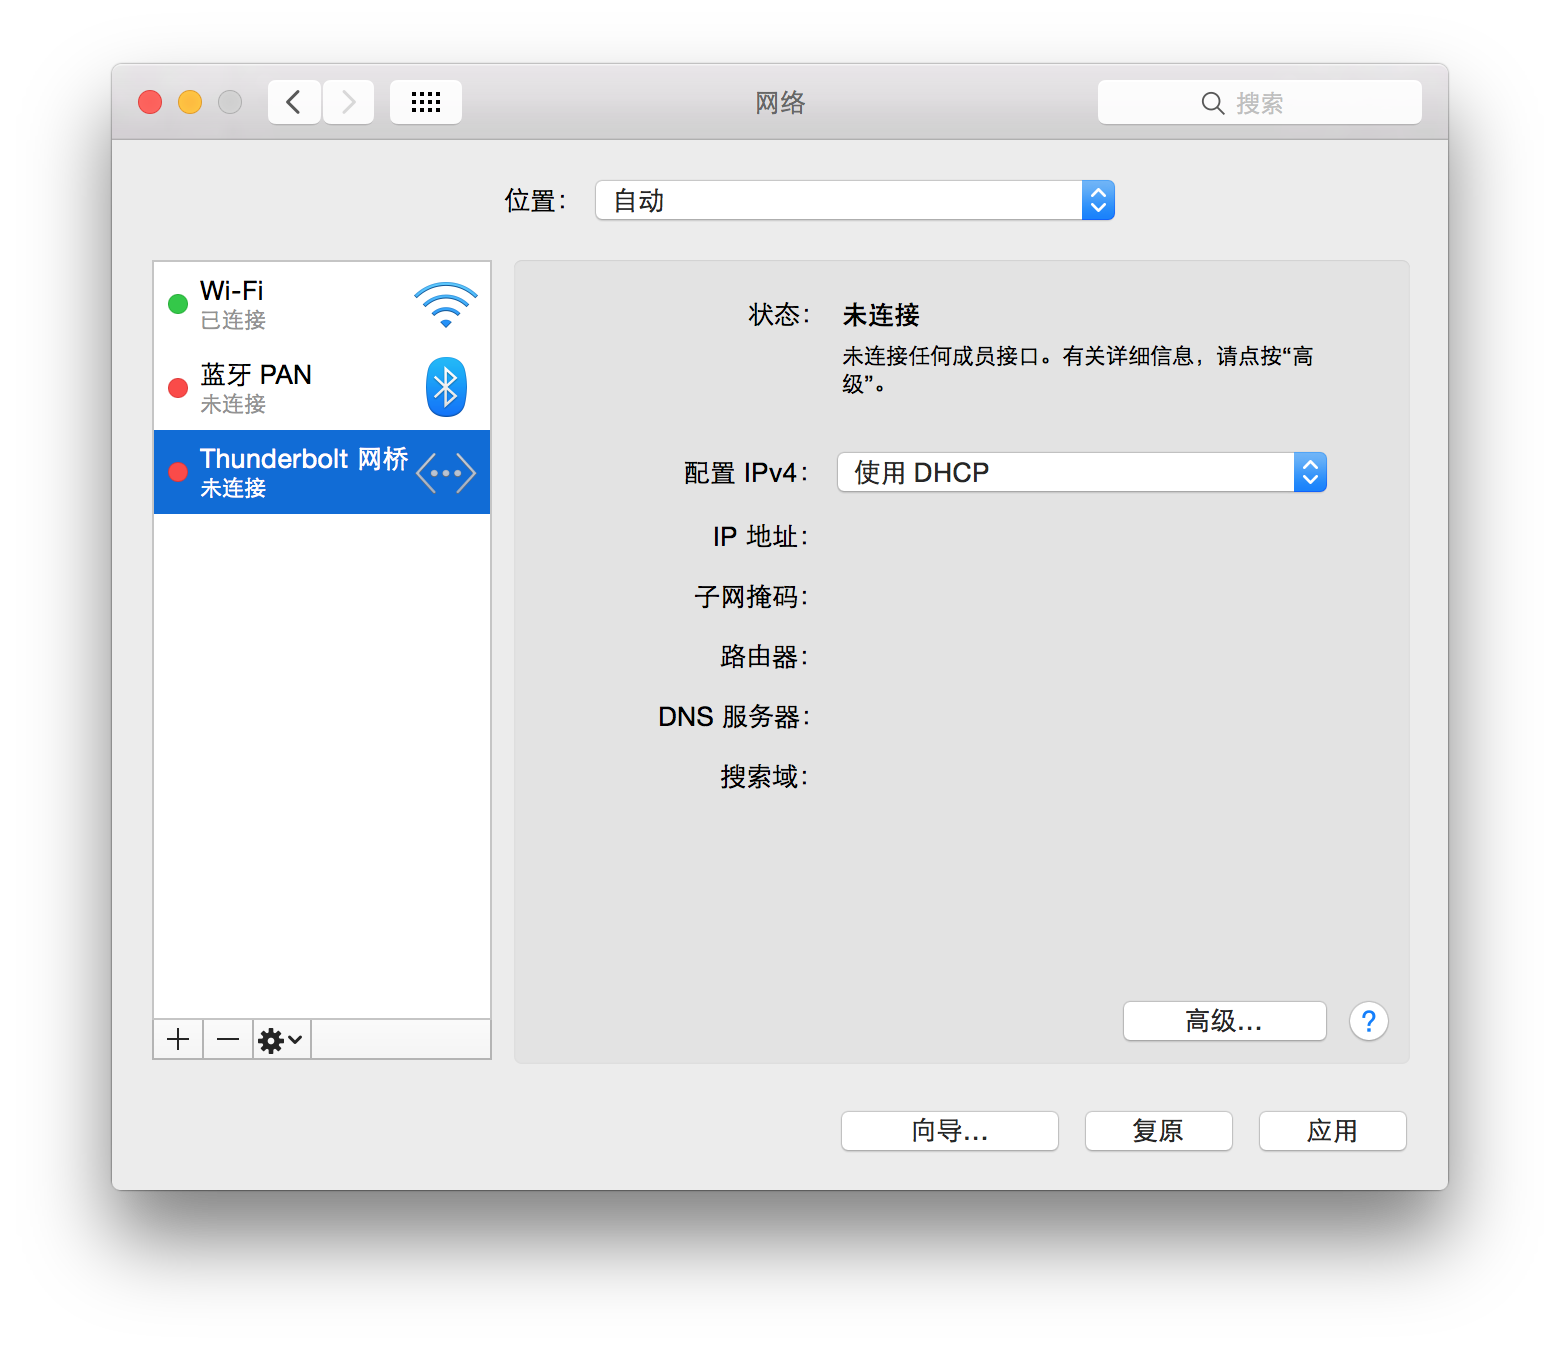 网络
搜索
位置：
自动
Wi-Fi
已连接
蓝牙 PAN
未连接
Thunderbolt 网桥
未连接
状态：
未连接
未连接任何成员接口。有关详细信息，请点按“高
级”。
配置 IPv4：
使用 DHCP
IP 地址：
子网掩码：
路由器：
DNS 服务器：
搜索域：
高级...
?
向导...
复原
应用